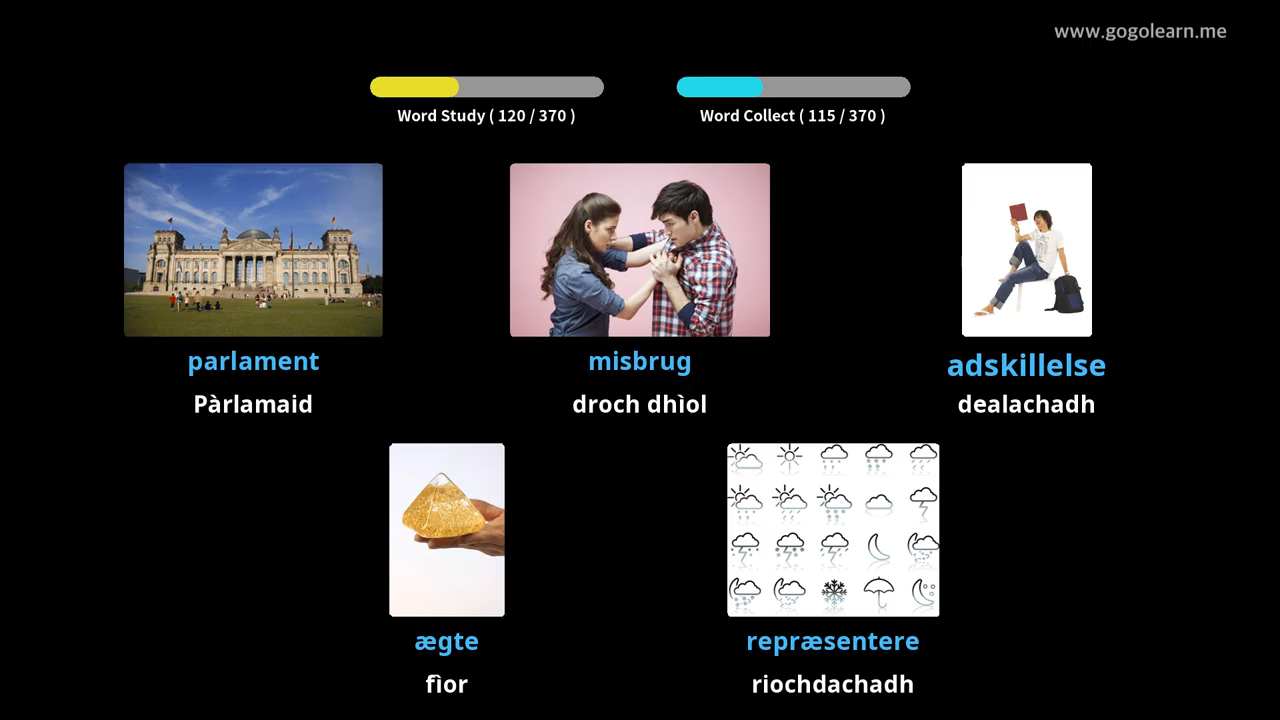 www.gogolearn.me
Word Study ( 120 / 370 )
Word Collect ( 115 / 370 )
parlament
Pàrlamaid
misbrug
droch dhìol
adskillelse
dealachadh
ægte
fìor
repræsentere
riochdachadh